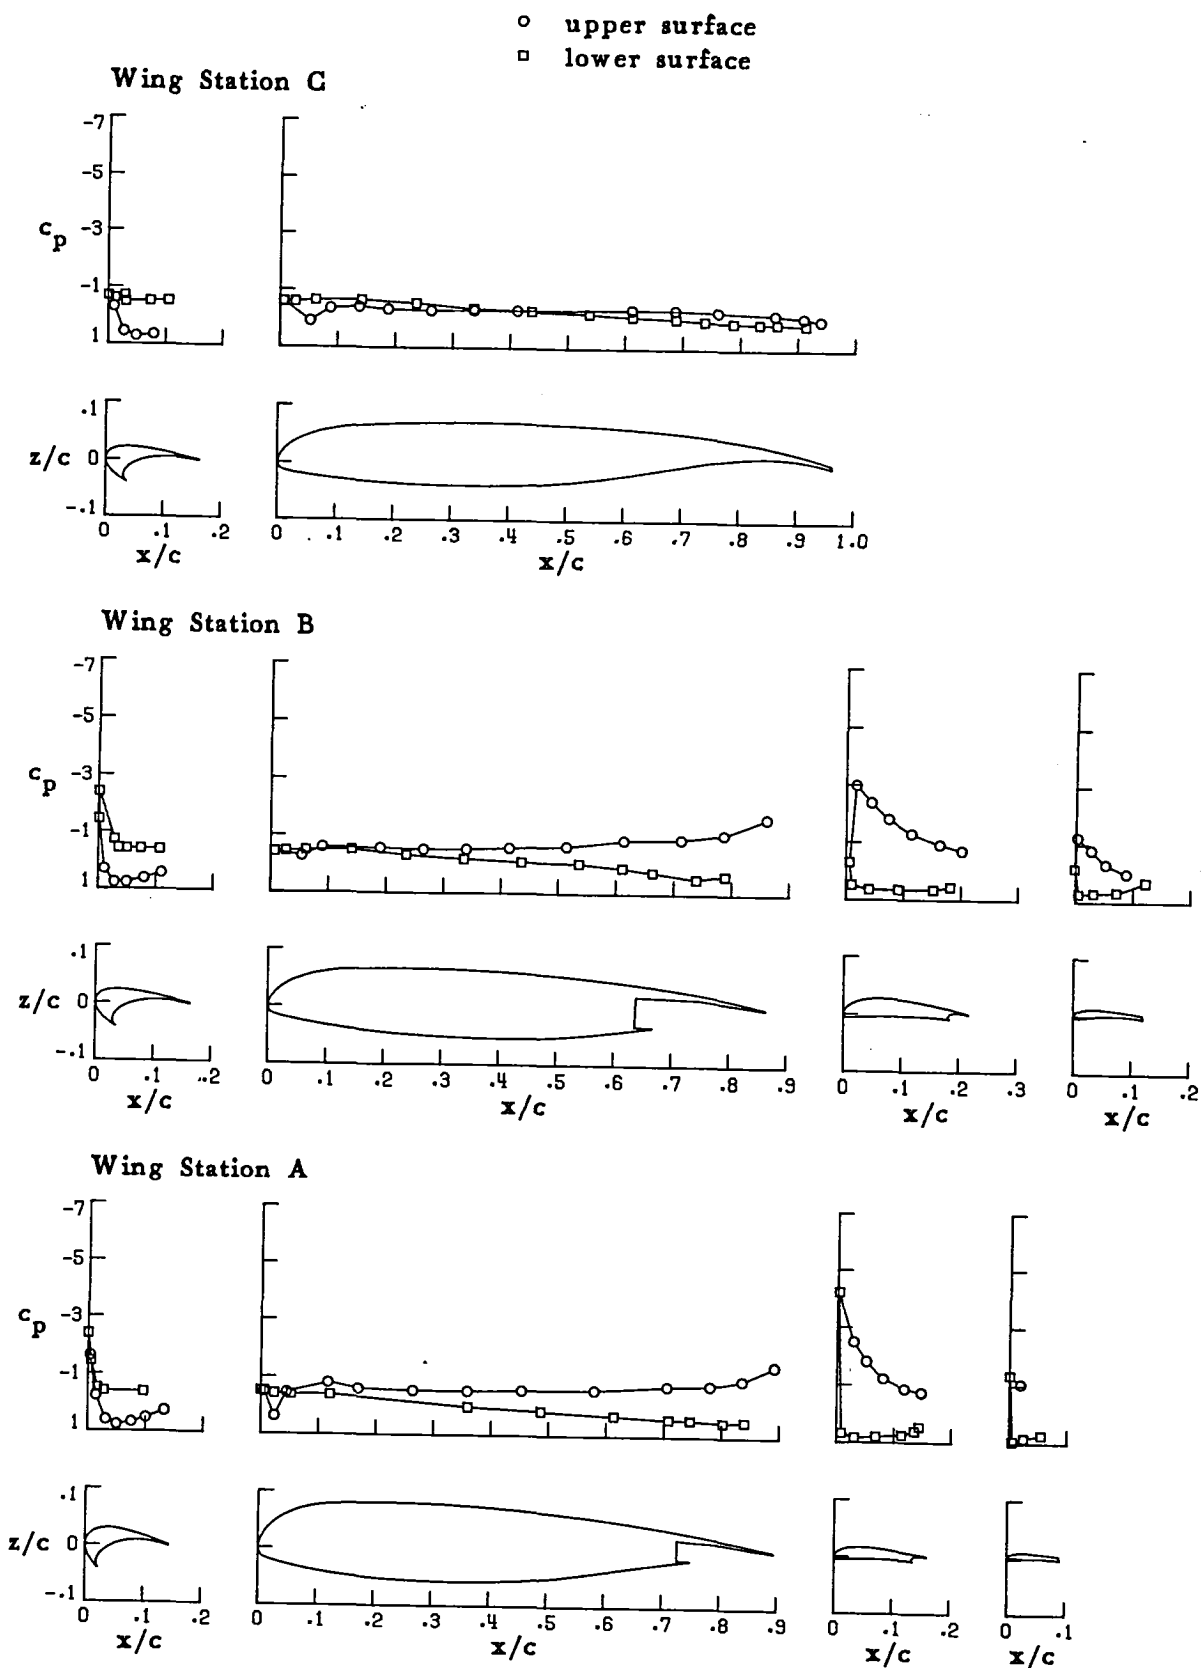 upper surface
lower surface
Wing Station C
-7
-5
-3
-1
1
c_p
.1
0
-.1
z/c
0 .1 .2
x/c
0 .1 .2 .3 .4 .5 .6 .7 .8 .9 1.0
x/c
Wing Station B
-7
-5
-3
-1
1
c_p
.1
0
-.1
z/c
0 .1 .2
x/c
0 .1 .2 .3 .4 .5 .6 .7 .8 .9
x/c
0 .1 .2 .3
x/c
0 .1 .2
x/c
Wing Station A
-7
-5
-3
-1
1
c_p
.1
0
-.1
z/c
0 .1 .2
x/c
0 .1 .2 .3 .4 .5 .6 .7 .8 .9
x/c
0 .1 .2
x/c
0 .1
x/c